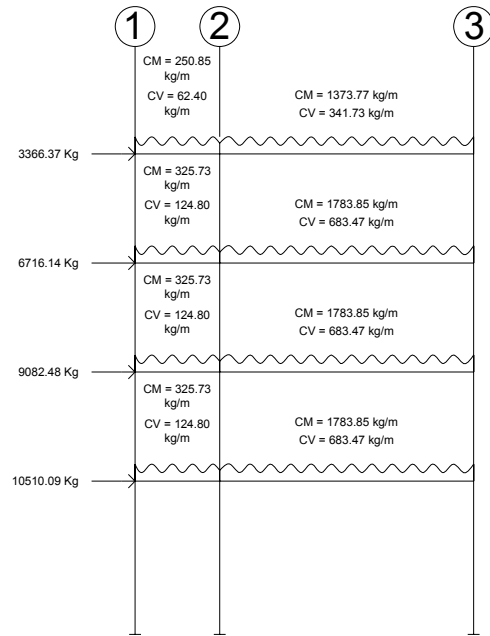 1 2 3
CM = 250.85
kg/m
CV = 62.40
kg/m
CM = 1373.77 kg/m
CV = 341.73 kg/m
3366.37 Kg
CM = 325.73
kg/m
CV = 124.80
kg/m
CM = 1783.85 kg/m
CV = 683.47 kg/m
6716.14 Kg
CM = 325.73
kg/m
CV = 124.80
kg/m
CM = 1783.85 kg/m
CV = 683.47 kg/m
9082.48 Kg
CM = 325.73
kg/m
CV = 124.80
kg/m
CM = 1783.85 kg/m
CV = 683.47 kg/m
10510.09 Kg